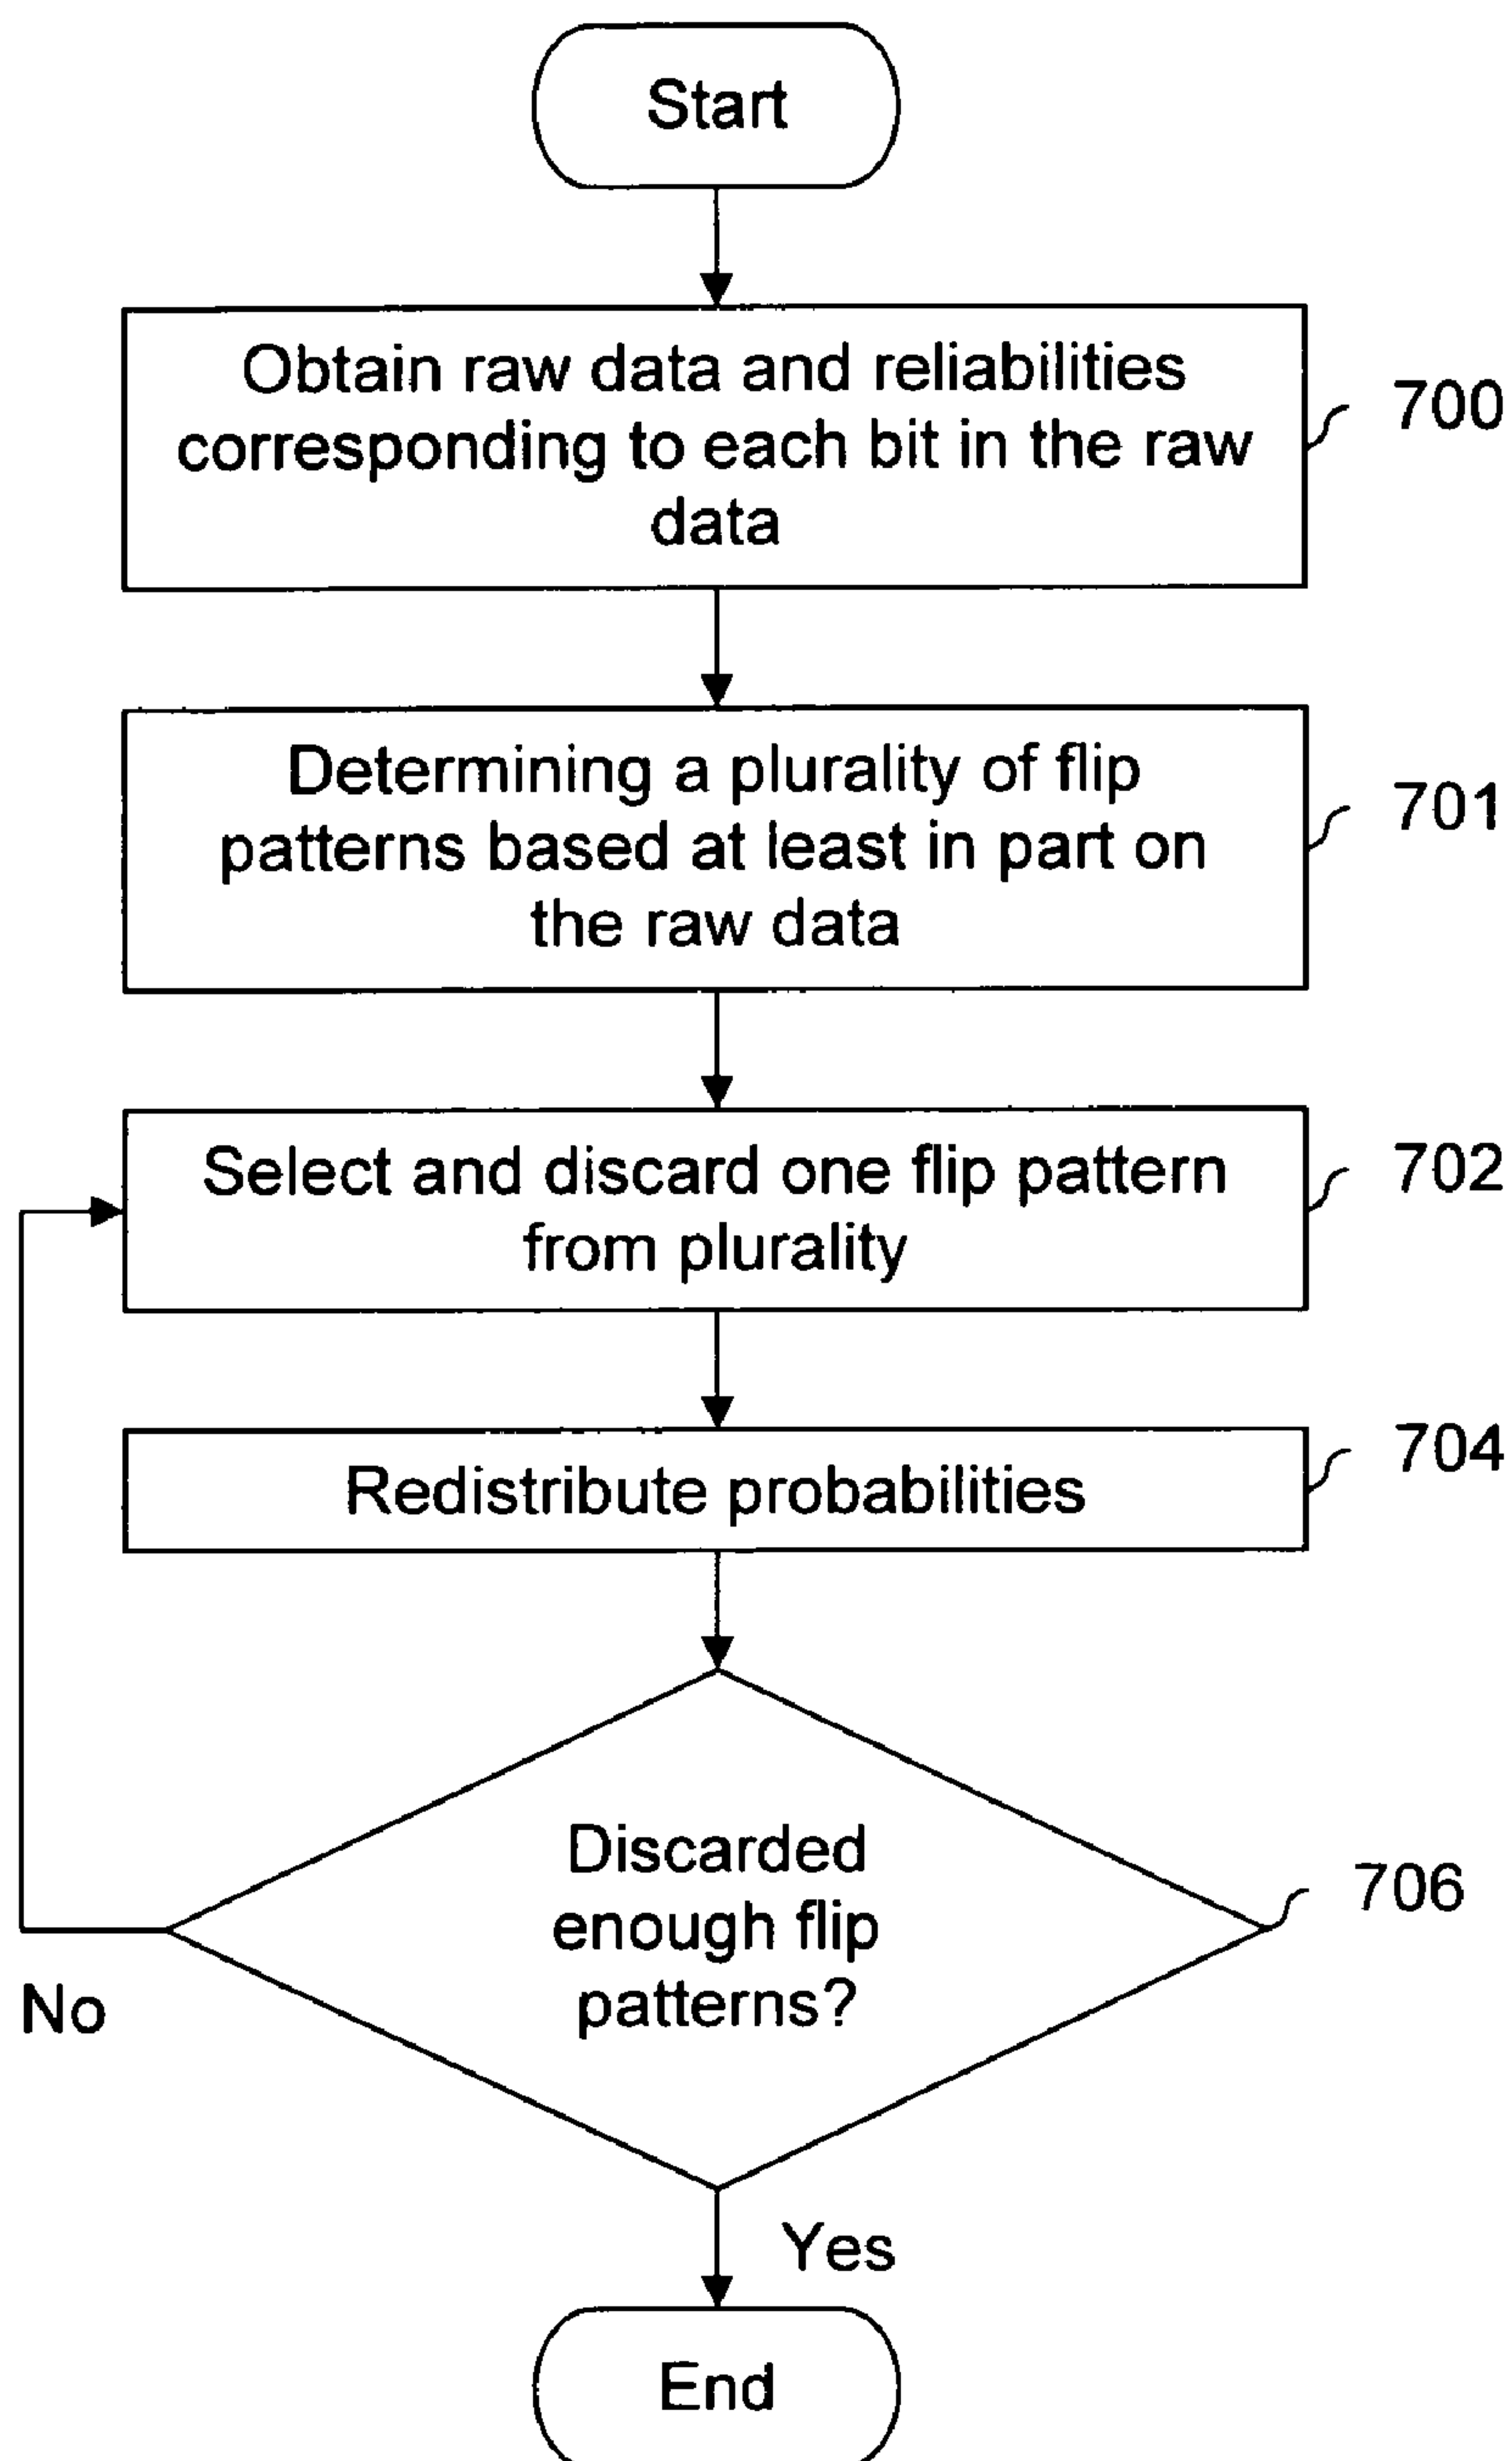 Start
Obtain raw data and reliabilities
corresponding to each bit in the raw
data
700
Determining a plurality of flip
patterns based at least in part on
the raw data
701
Select and discard one flip pattern
from plurality
702
Redistribute probabilities
704
Discarded
enough flip
patterns?
706
No
Yes
End